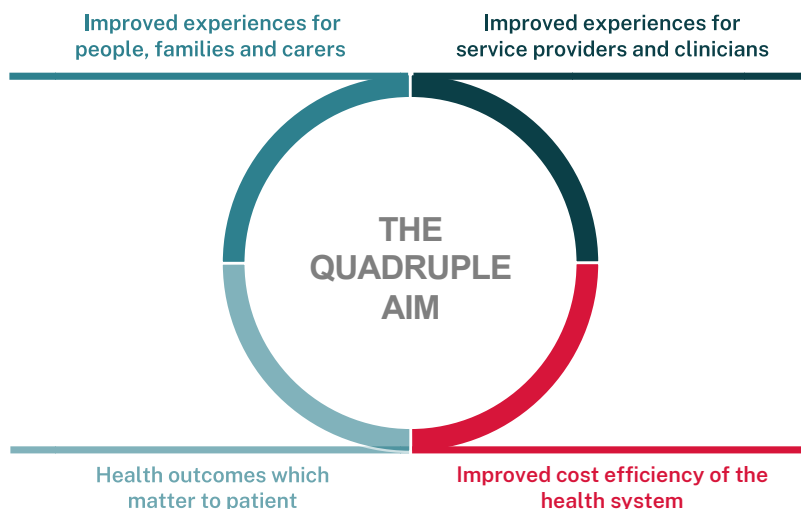 Improved experiences for
people, families and carers
Improved experiences for
service providers and clinicians
THE
QUADRUPLE
AIM
Health outcomes which
matter to patient
Improved cost efficiency of the
health system